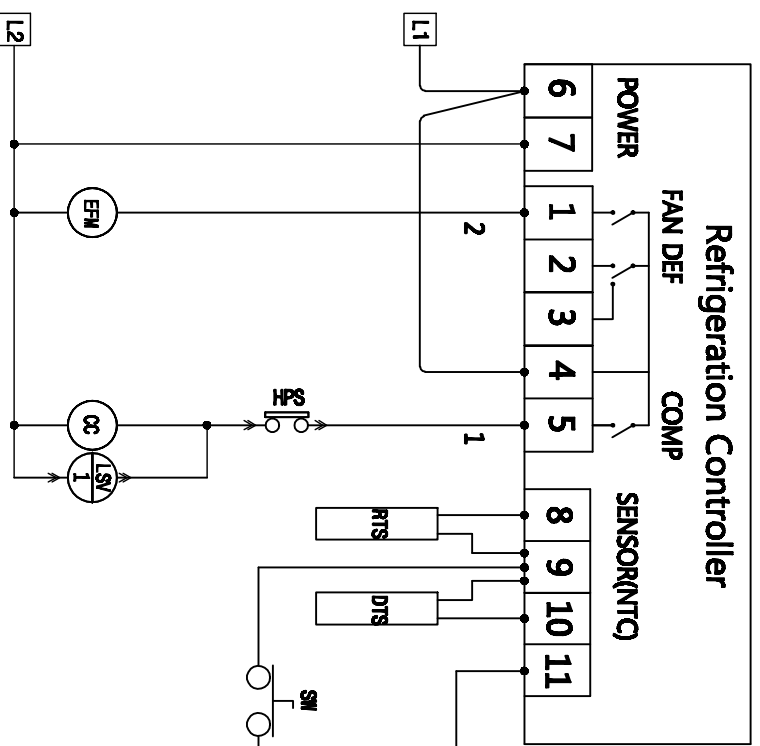 Refrigeration Controller
POWER
FAN DEF
COMP
SENSOR(NTC)
6
7
1
2
3
4
5
8
9
10
11
L1
L2
2
1
EFM
HPS
CC
LSV
1
RTS
DTS
SW